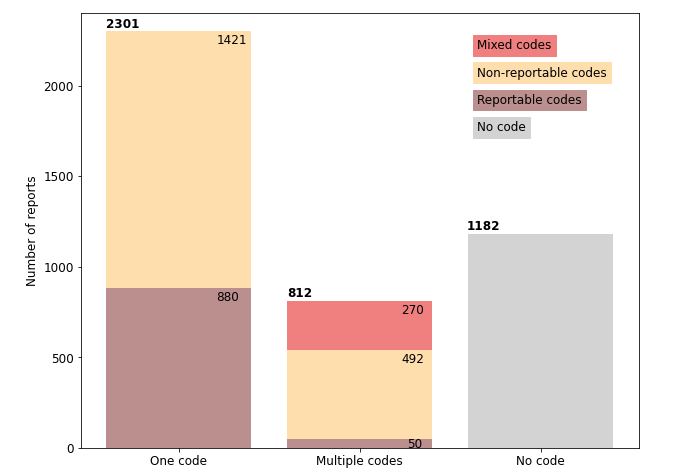 2301
1421
Mixed codes
Non-reportable codes
Reportable codes
No code
2000
1500
Number of reports
1182
1000
812
880
270
500
492
50
0
One code
Multiple codes
No code